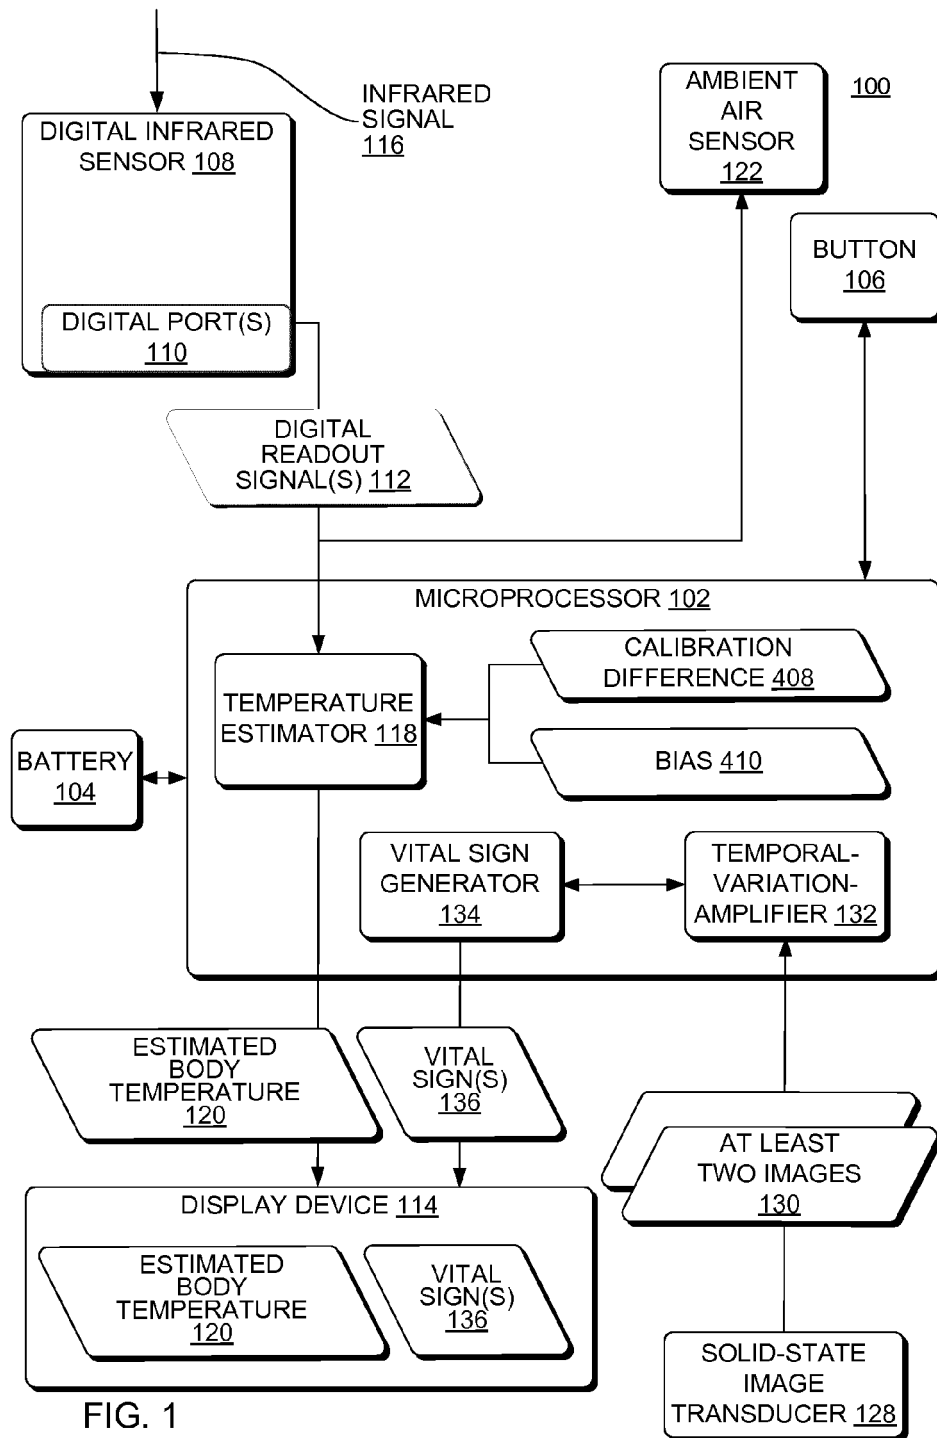 INFRARED
SIGNAL
116
AMBIENT
AIR
SENSOR
122
100
DIGITAL INFRARED
SENSOR 108
BUTTON
106
DIGITAL PORT(S)
110
DIGITAL
READOUT
SIGNAL(S) 112
MICROPROCESSOR 102
CALIBRATION
DIFFERENCE 408
TEMPERATURE
ESTIMATOR 118
BIAS 410
BATTERY
104
VITAL SIGN
GENERATOR
134
TEMPORAL-
VARIATION-
AMPLIFIER 132
ESTIMATED
BODY
TEMPERATURE
120
VITAL
SIGN(S)
136
AT LEAST
TWO IMAGES
130
DISPLAY DEVICE 114
ESTIMATED
BODY
TEMPERATURE
120
VITAL
SIGN(S)
136
SOLID-STATE
IMAGE
TRANSDUCER 128
FIG. 1